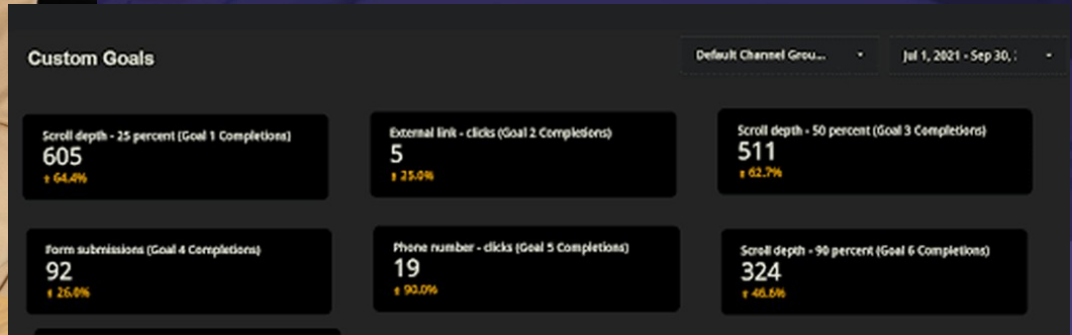 Custom Goals
Default Channel Grou...
Jul 1, 2021 - Sep 30, :
Scroll depth - 25 percent (Goal 1 Completions)
605
↑ 64.4%
External link - clicks (Goal 2 Completions)
5
↑ 25.0%
Scroll depth - 50 percent (Goal 3 Completions)
511
↑ 62.7%
Form submissions (Goal 4 Completions)
92
↑ 26.0%
Phone number - clicks (Goal 5 Completions)
19
↑ 90.0%
Scroll depth - 90 percent (Goal 6 Completions)
324
↑ 46.6%